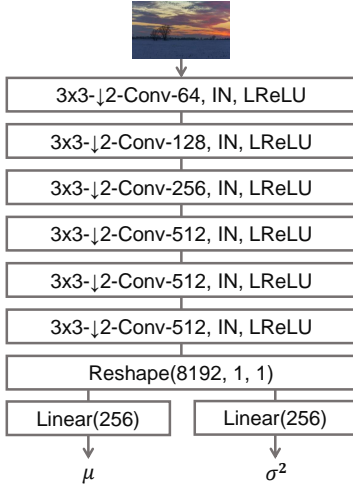 3x3-↓2-Conv-64, IN, LReLU
3x3-↓2-Conv-128, IN, LReLU
3x3-↓2-Conv-256, IN, LReLU
3x3-↓2-Conv-512, IN, LReLU
3x3-↓2-Conv-512, IN, LReLU
3x3-↓2-Conv-512, IN, LReLU
Reshape(8192, 1, 1)
Linear(256) Linear(256)
μ σ²